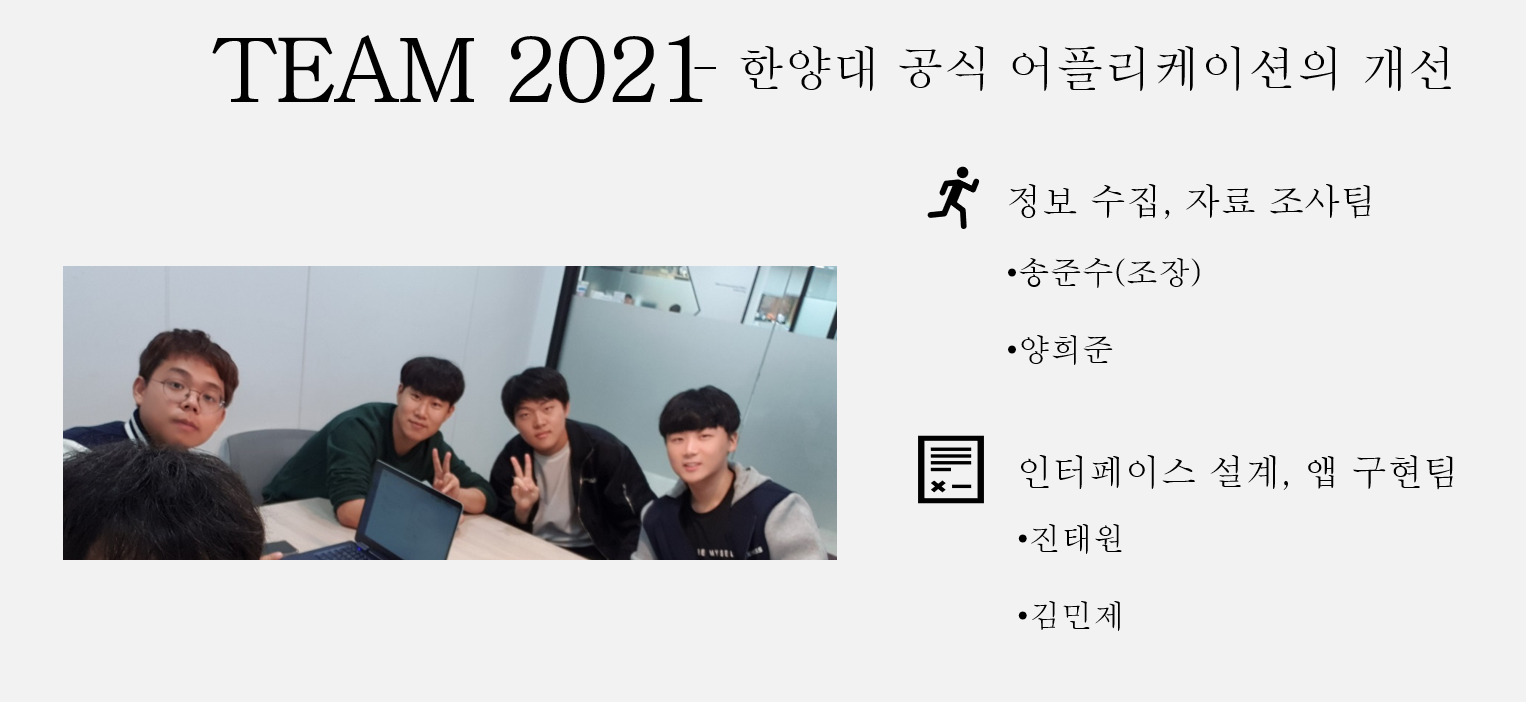 TEAM 2021- 한양대 공식 어플리케이션의 개선
정보 수집, 자료 조사팀
•송준수(조장)
•양희준
인터페이스 설계, 앱 구현팀
•진태원
•김민제